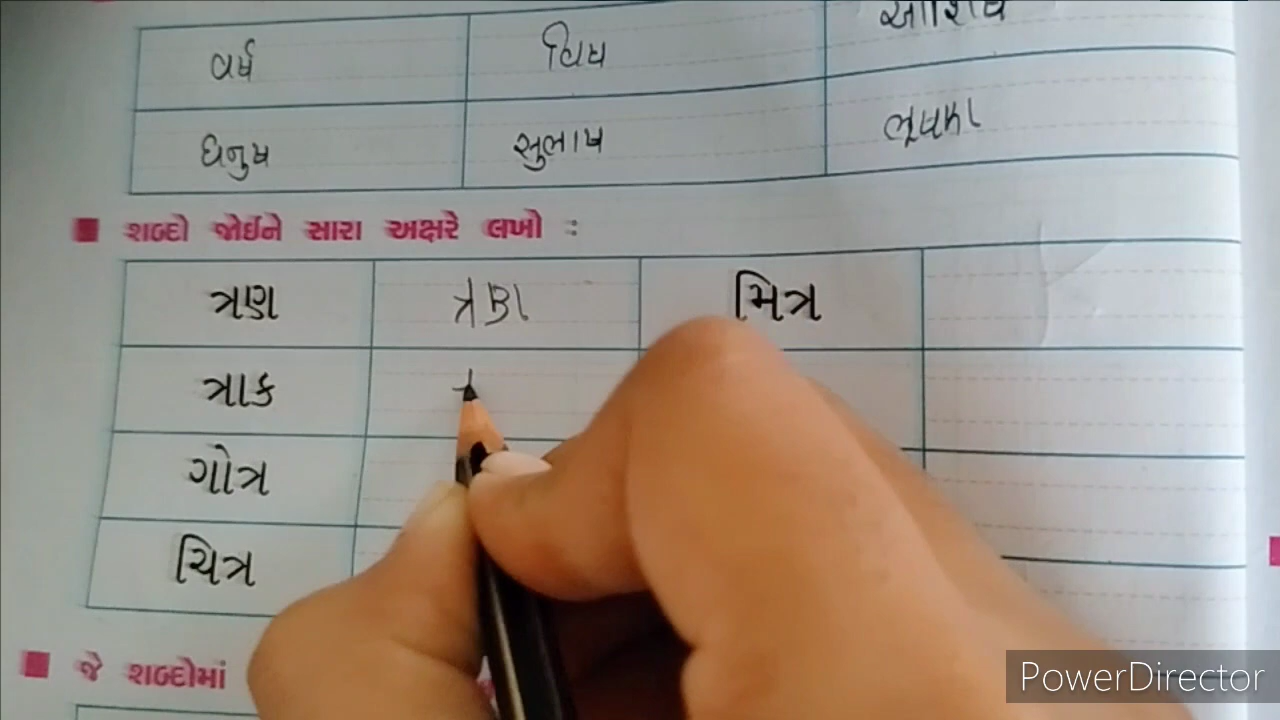 વર્ષ વિષ આશિષ
ધનુષ સુભાષ ભૂષણ
શબ્દો જોઈને સારા અક્ષરે લખો :
ત્રણ ત્રણ મિત્ર
ત્રાક
ગોત્ર
ચિત્ર
જે શબ્દોમાં
PowerDirector